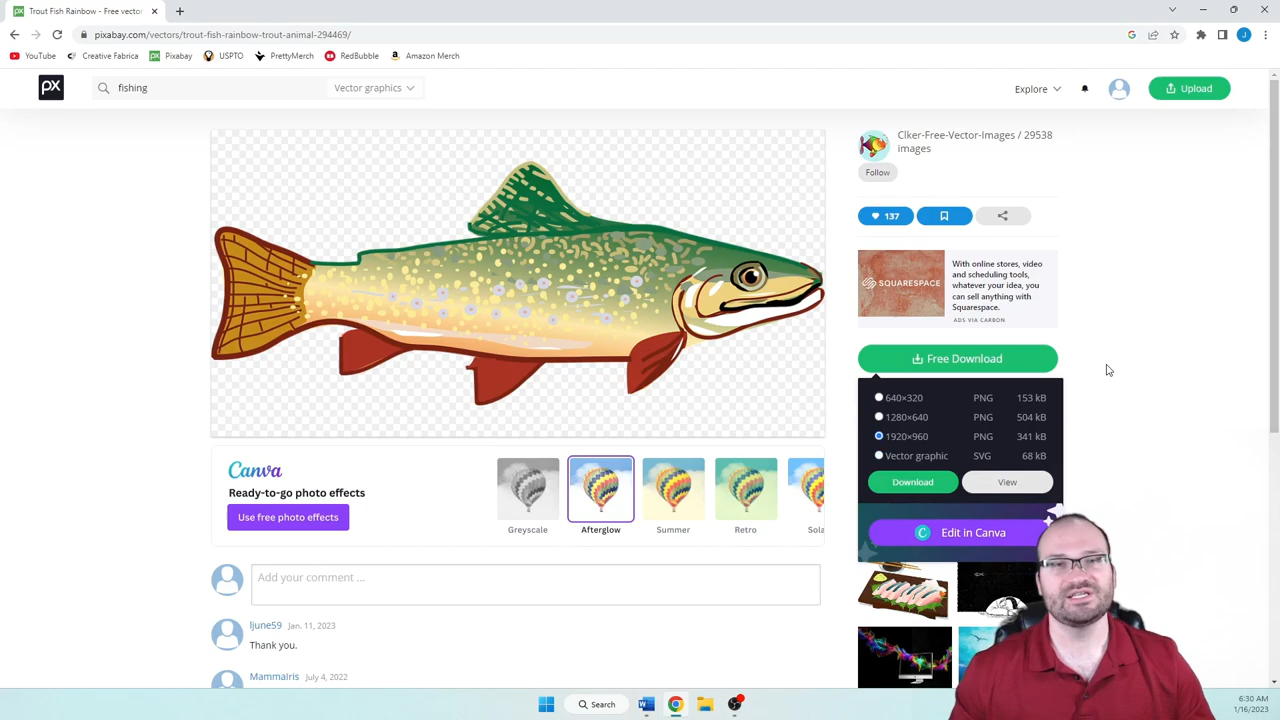 Trout Fish Rainbow - Free vector
pixabay.com/vectors/trout-fish-rainbow-trout-animal-294469/
YouTube
Creative Fabrica
px Pixabay
USPTO
PrettyMerch
RedBubble
Amazon Merch
J
px
fishing
Vector graphics
Explore
Upload
Clker-Free-Vector-Images / 29538
images
Follow
137
SQUARESPACE
With online stores, video
and scheduling tools,
whatever your idea, you
can sell anything with
Squarespace.
ADS VIA CARBON
Free Download
640×320 PNG 153 kB
1280×640 PNG 504 kB
1920×960 PNG 341 kB
Vector graphic SVG 68 kB
Download
View
Edit in Canva
Canva
Ready-to-go photo effects
Use free photo effects
Greyscale
Afterglow
Summer
Retro
Sola
Add your comment ...
ljune59 Jan. 11, 2023
Thank you.
MammaIris July 4, 2022
Search
6:30 AM
1/16/2023